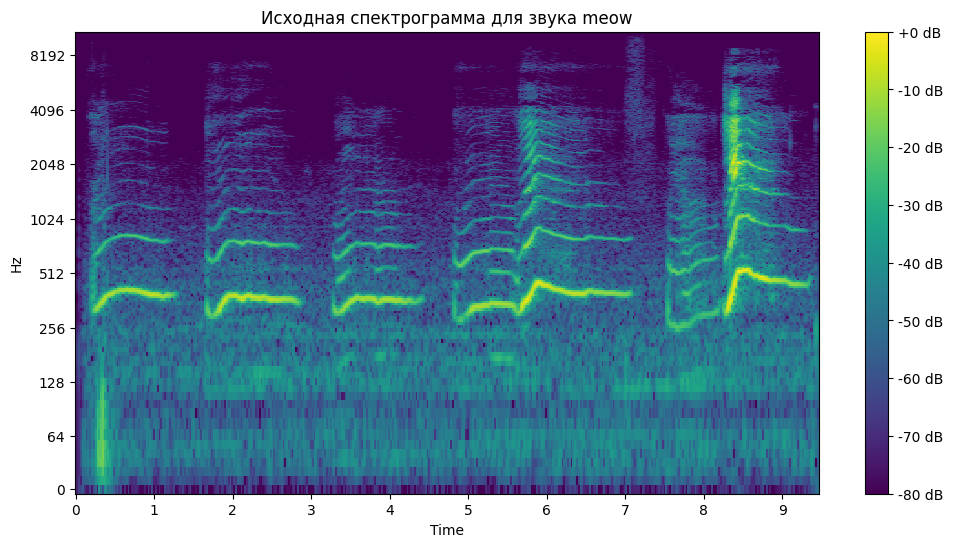 Исходная спектрограмма для звука meow
8192
4096
2048
1024
512
256
128
64
0
Hz
0 1 2 3 4 5 6 7 8 9
Time
+0 dB
-10 dB
-20 dB
-30 dB
-40 dB
-50 dB
-60 dB
-70 dB
-80 dB